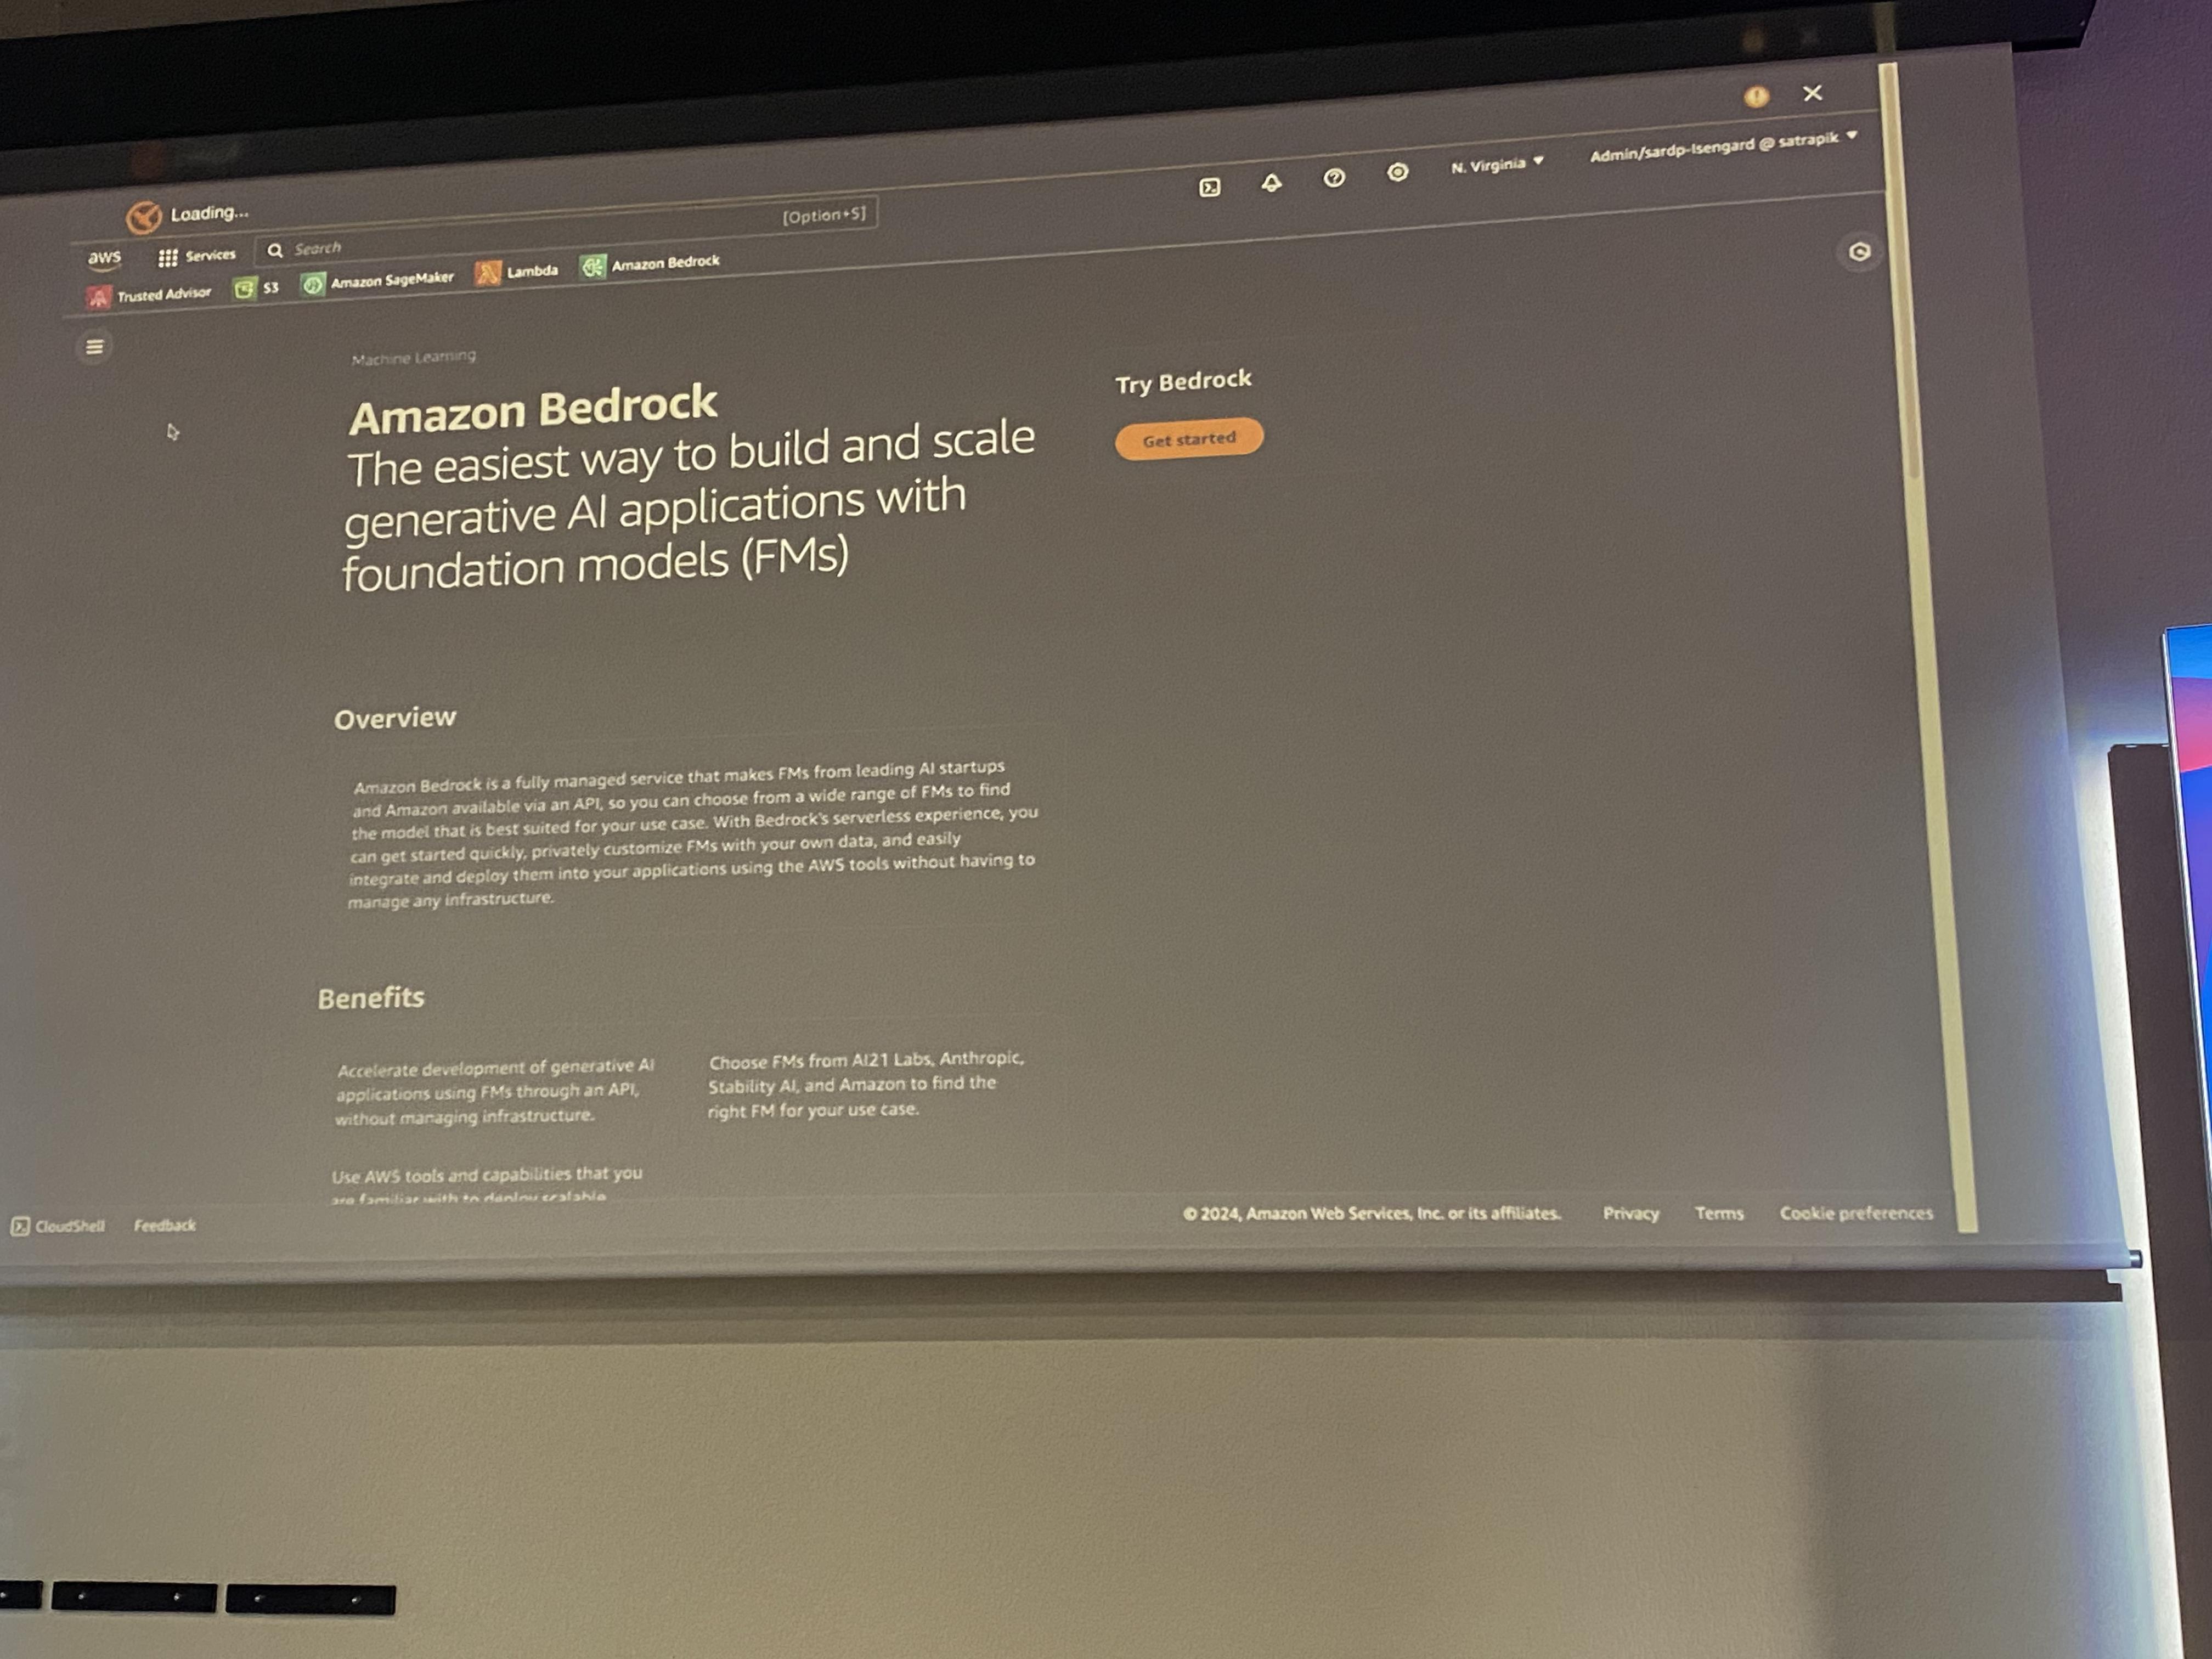 Loading...
aws Services Search [Option+S] N. Virginia Admin/sardp-Isengard @ satrapik
Trusted Advisor S3 Amazon SageMaker Lambda Amazon Bedrock
Machine Learning
Amazon Bedrock
The easiest way to build and scale
generative AI applications with
foundation models (FMs)
Try Bedrock
Get started
Overview
Amazon Bedrock is a fully managed service that makes FMs from leading AI startups
and Amazon available via an API, so you can choose from a wide range of FMs to find
the model that is best suited for your use case. With Bedrock's serverless experience, you
can get started quickly, privately customize FMs with your own data, and easily
integrate and deploy them into your applications using the AWS tools without having to
manage any infrastructure.
Benefits
Accelerate development of generative AI
applications using FMs through an API,
without managing infrastructure.
Choose FMs from AI21 Labs, Anthropic,
Stability AI, and Amazon to find the
right FM for your use case.
Use AWS tools and capabilities that you
are familiar with to deploy scalable
CloudShell Feedback © 2024, Amazon Web Services, Inc. or its affiliates. Privacy Terms Cookie preferences